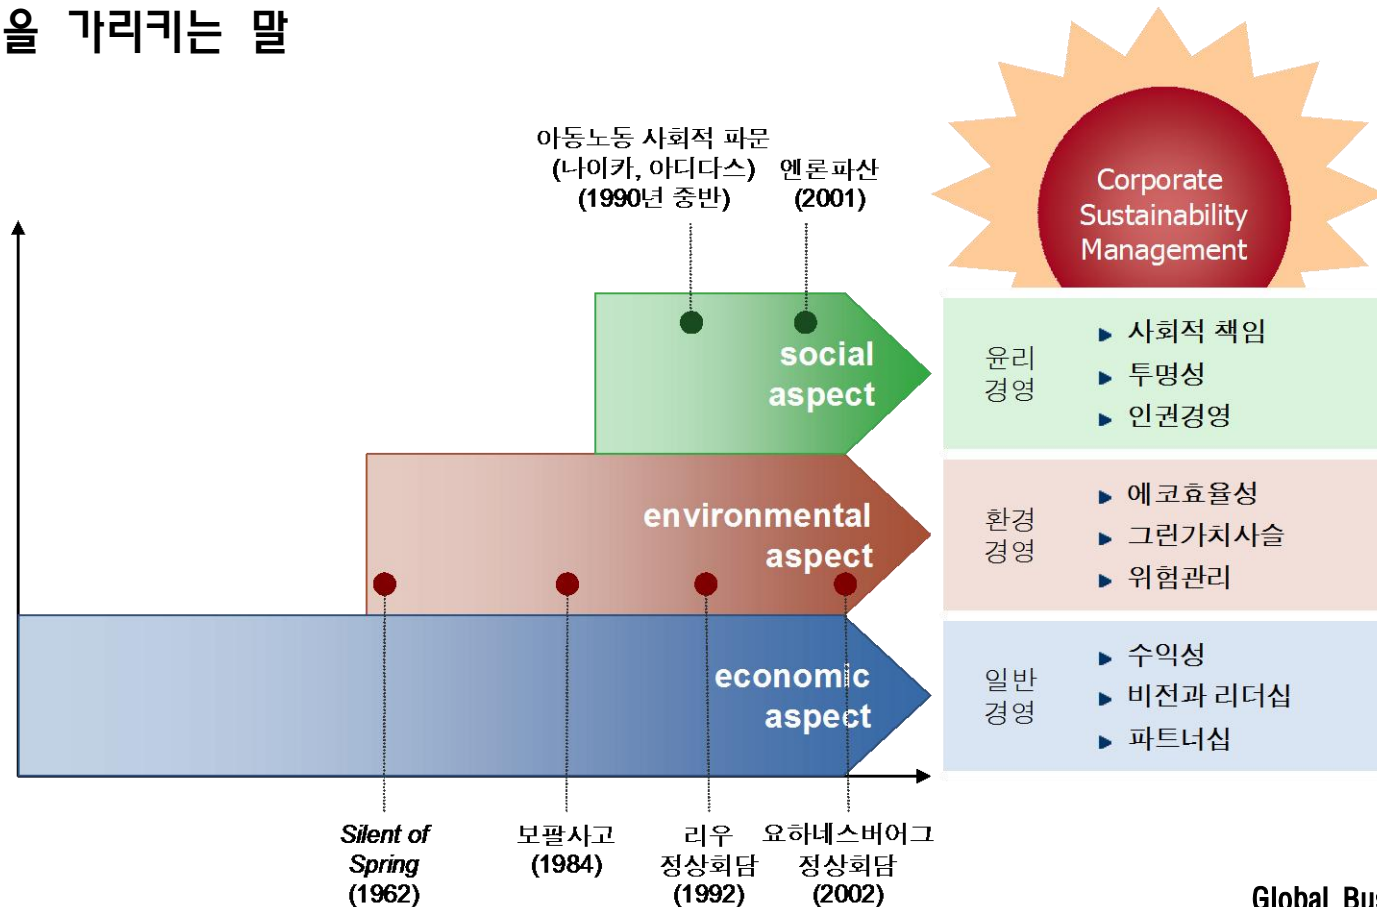 을 가리키는 말
아동노동 사회적 파문
(나이카, 아디다스)
(1990년 중반)
엔론파산
(2001)
Corporate
Sustainability
Management
social
aspect
윤리
경영
▶ 사회적 책임
▶ 투명성
▶ 인권경영
environmental
aspect
환경
경영
▶ 에코효율성
▶ 그린가치사슬
▶ 위험관리
economic
aspect
일반
경영
▶ 수익성
▶ 비전과 리더십
▶ 파트너십
Silent of
Spring
(1962)
보팔사고
(1984)
리우
정상회담
(1992)
요하네스버어그
정상회담
(2002)
Global Bus